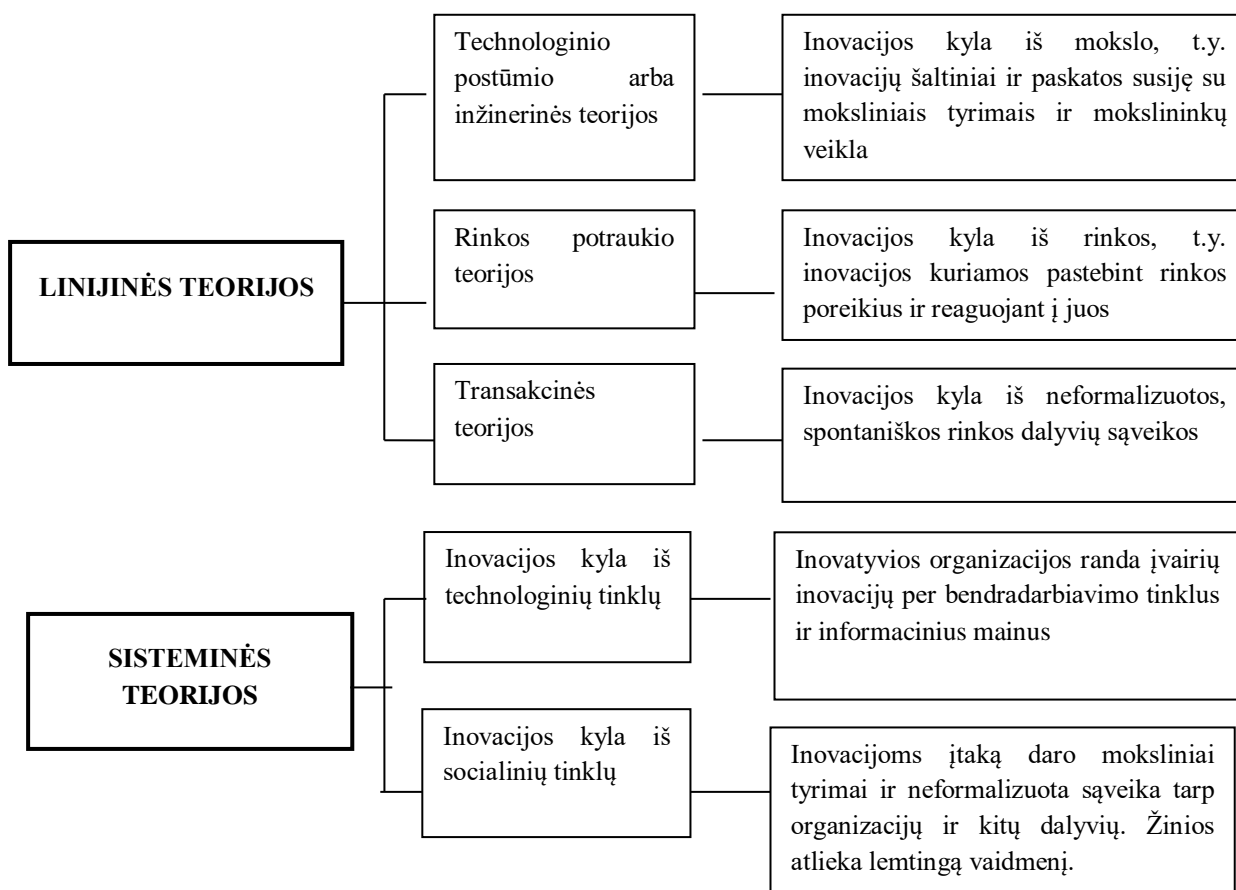 Technologinio
postūmio arba
inžinerinės teorijos
Inovacijos kyla iš mokslo, t.y.
inovacijų šaltiniai ir paskatos susiję su
moksliniais tyrimais ir mokslininkų
veikla
LINIJINĖS TEORIJOS
Rinkos potraukio
teorijos
Inovacijos kyla iš rinkos, t.y.
inovacijos kuriamos pastebint rinkos
poreikius ir reaguojant į juos
Transakcinės
teorijos
Inovacijos kyla iš neformalizuotos,
spontaniškos rinkos dalyvių sąveikos
SISTEMINĖS
TEORIJOS
Inovacijos kyla iš
technologinių tinklų
Inovatyvios organizacijos randa įvairių
inovacijų per bendradarbiavimo tinklus
ir informacinius mainus
Inovacijos kyla iš
socialinių tinklų
Inovacijoms įtaką daro moksliniai
tyrimai ir neformalizuota sąveika tarp
organizacijų ir kitų dalyvių. Žinios
atlieka lemtingą vaidmenį.